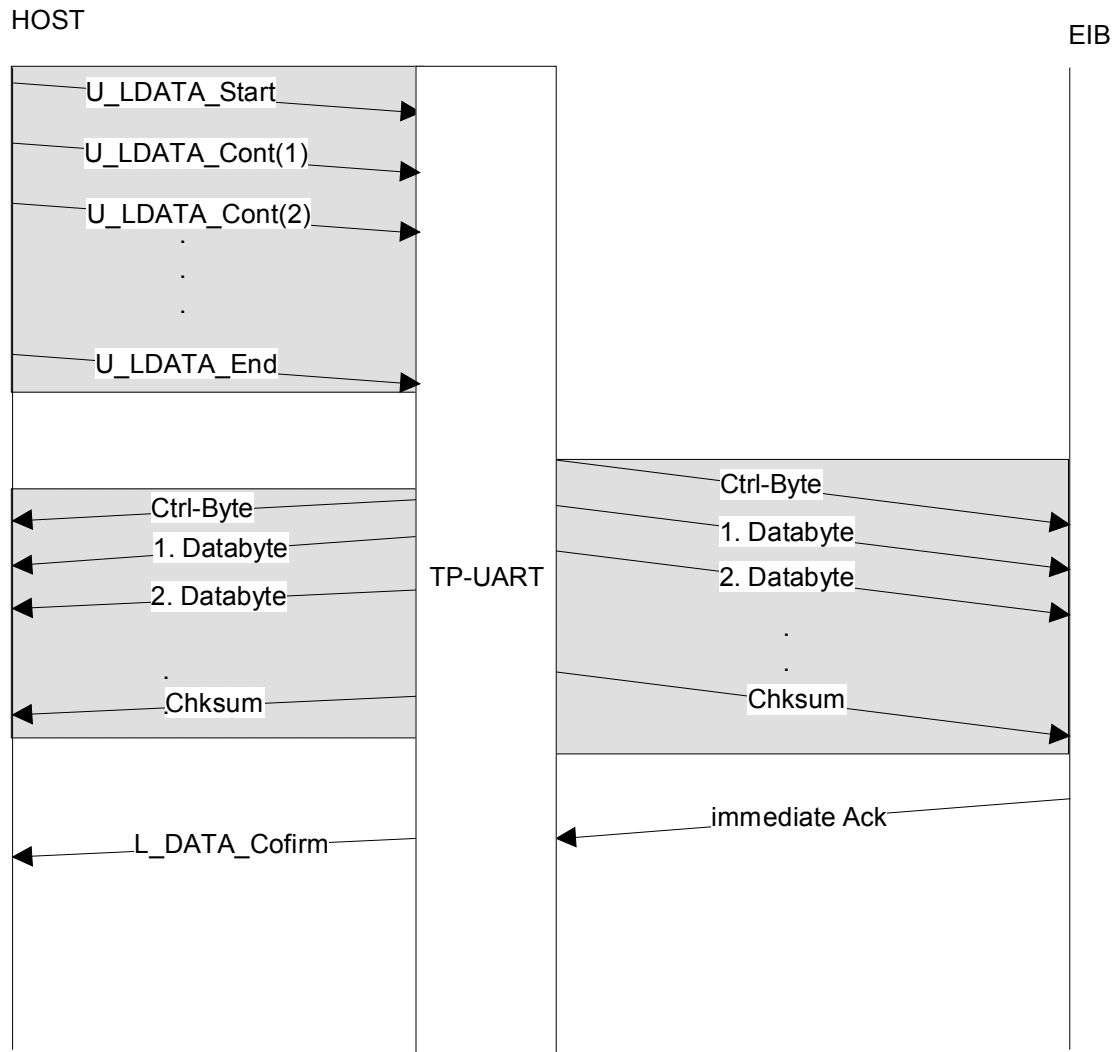 HOST
EIB
U_LDATA_Start
U_LDATA_Cont(1)
U_LDATA_Cont(2)
.
.
.
U_LDATA_End
Ctrl-Byte
1. Databyte
2. Databyte
.
.
Chksum
TP-UART
Ctrl-Byte
1. Databyte
2. Databyte
.
.
Chksum
immediate Ack
L_DATA_Cofirm